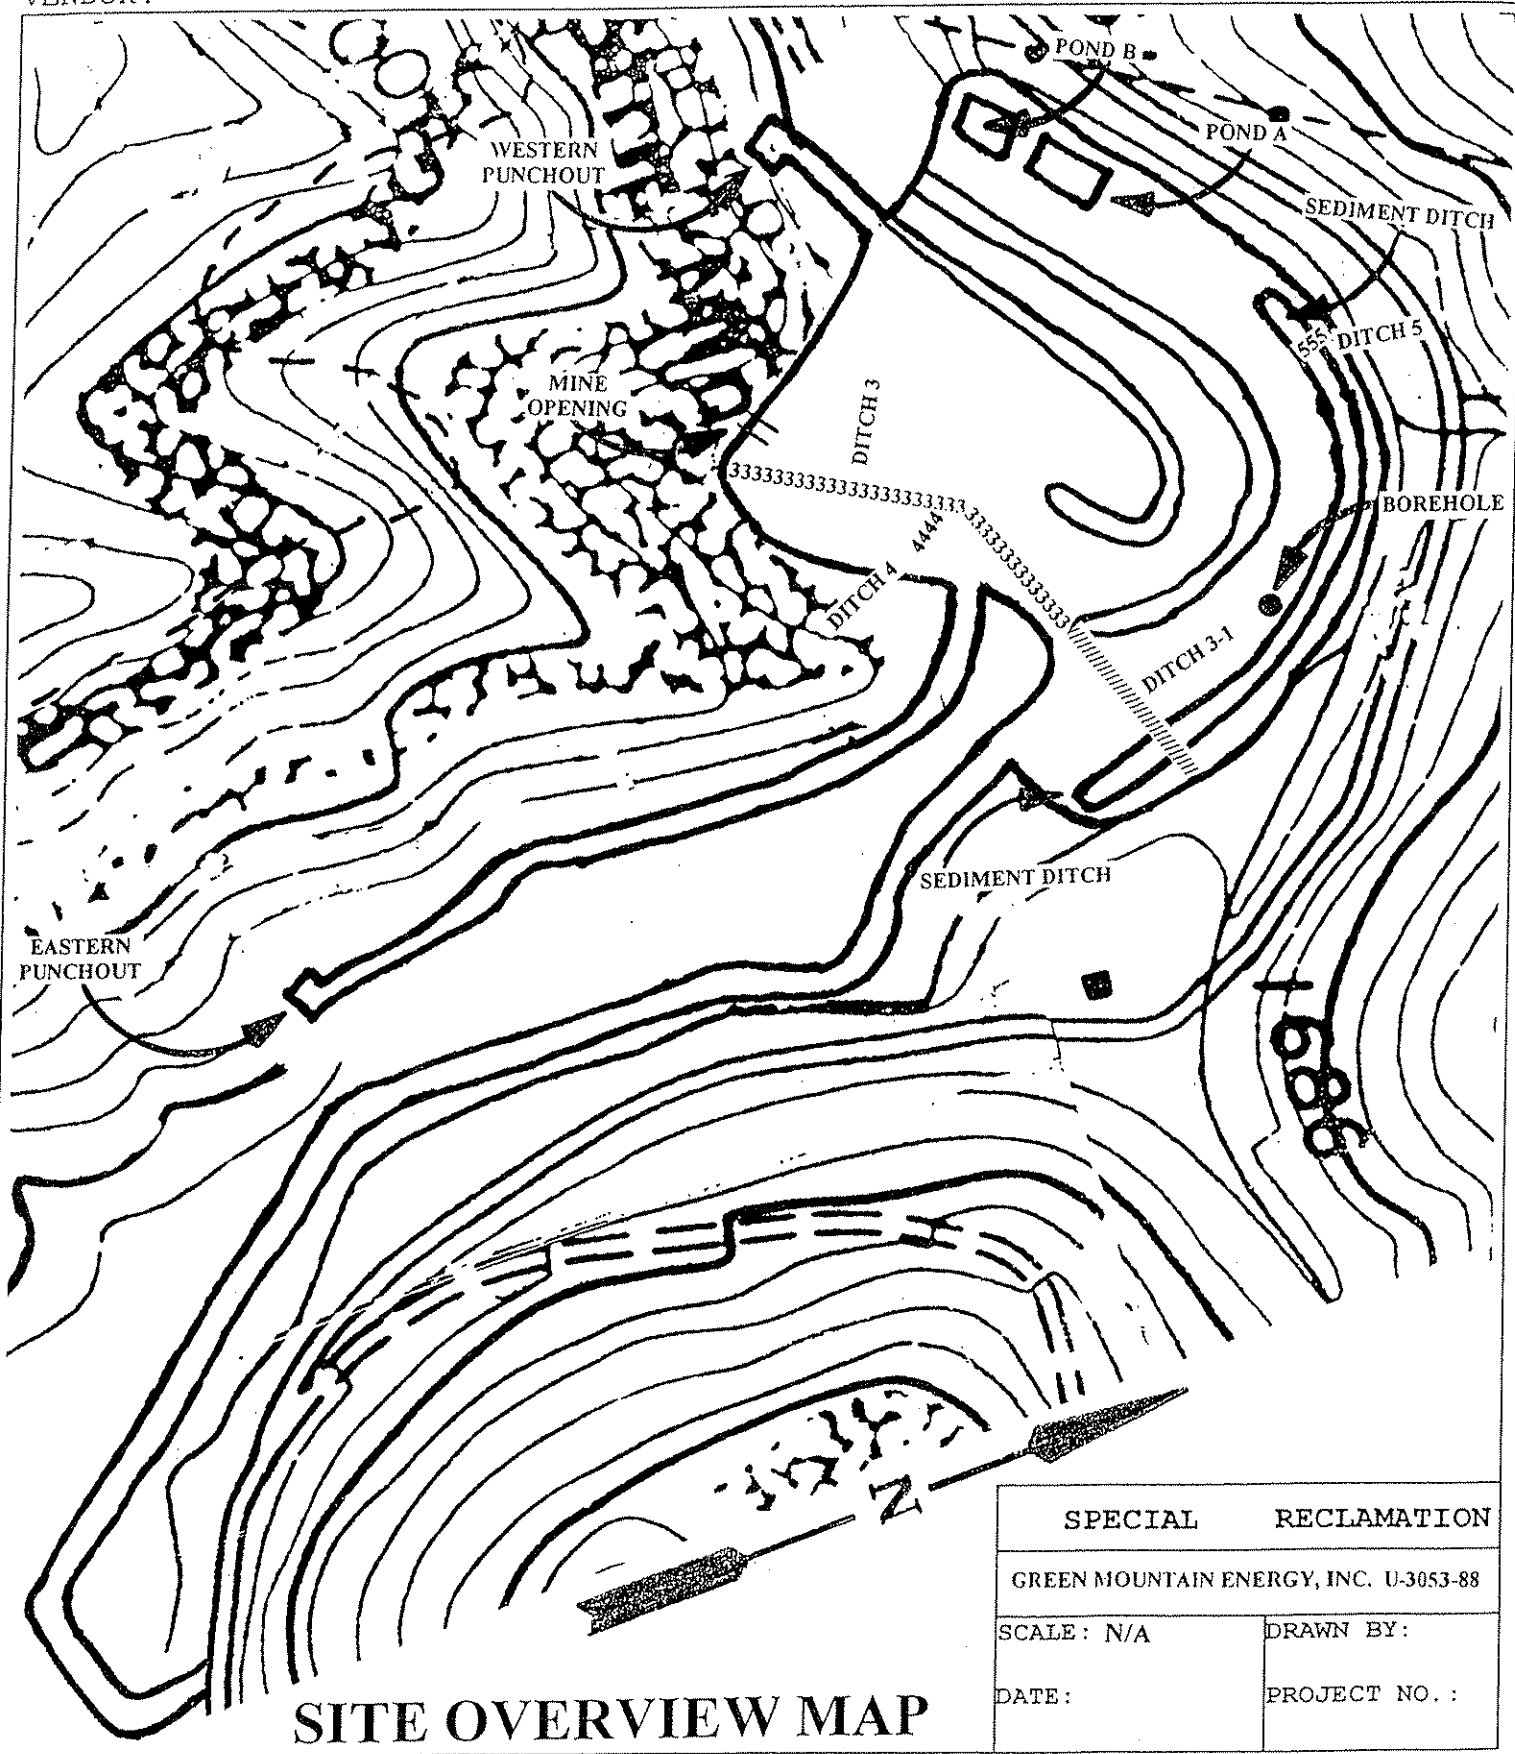 VENDOR:
POND B
POND A
WESTERN
PUNCHOUT
SEDIMENT DITCH
555
DITCH 5
MINE
OPENING
DITCH 3
BOREHOLE
4444
DITCH 4
DITCH 3-1
SEDIMENT DITCH
EASTERN
PUNCHOUT
1689
N
SPECIAL RECLAMATION
GREEN MOUNTAIN ENERGY, INC. U-3053-88
SCALE: N/A
DRAWN BY:
DATE:
PROJECT NO.:
SITE OVERVIEW MAP